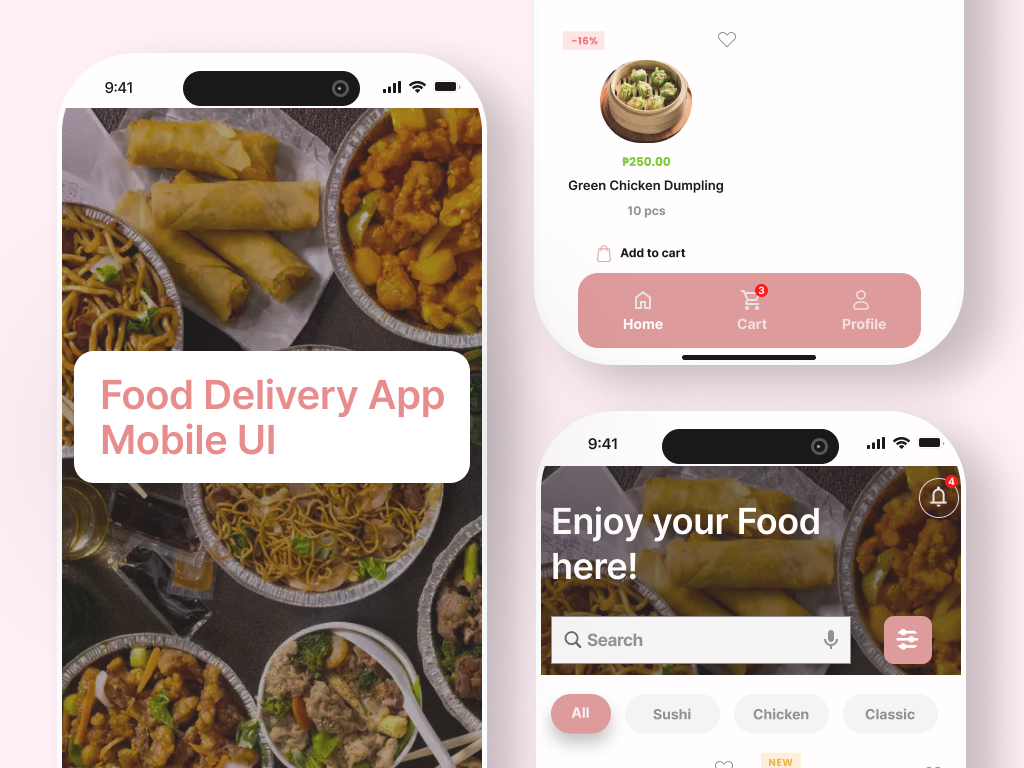 9:41
Food Delivery App
Mobile UI
-16%
₱250.00
Green Chicken Dumpling
10 pcs
Add to cart
3
Home
Cart
Profile
9:41
4
Enjoy your Food
here!
Search
All
Sushi
Chicken
Classic
NEW